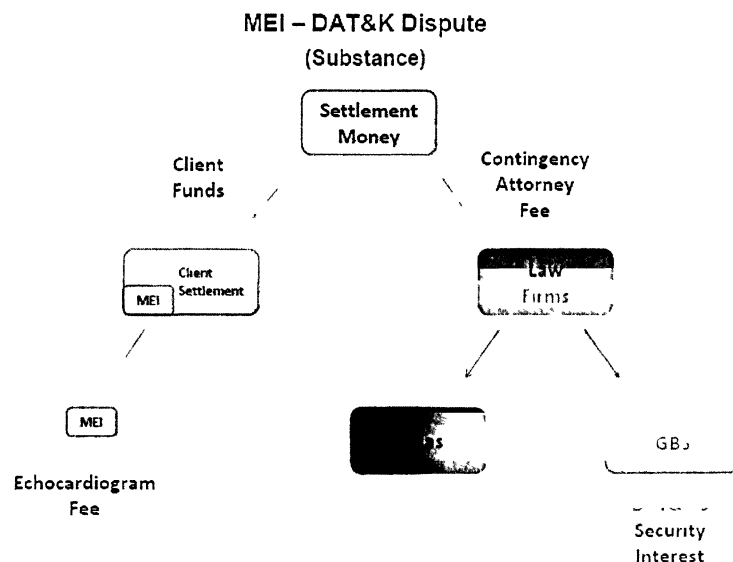 MEI – DAT&K Dispute
(Substance)
Settlement
Money
Client
Funds
Contingency
Attorney
Fee
Client
Settlement
MEI
Law
Firms
MEI
Echocardiogram
Fee
Security
Interest